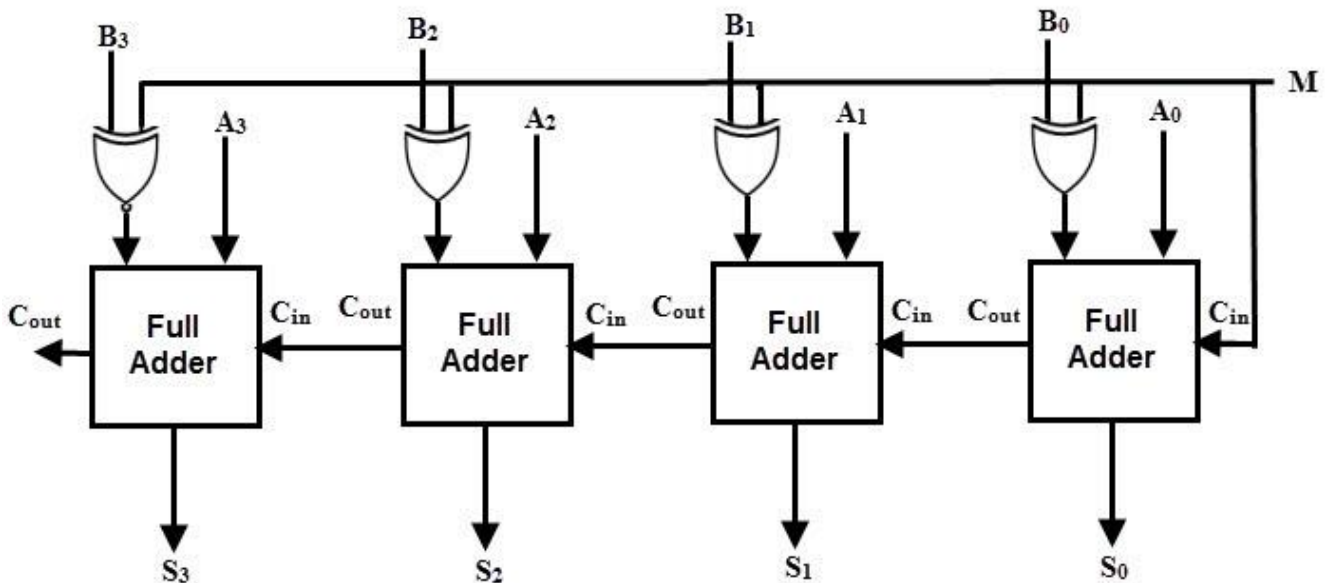 B₃ B₂ B₁ B₀
M
A₃ A₂ A₁ A₀
Cout Full Adder Cin Cout Full Adder Cin Cout Full Adder Cin Cout Full Adder Cin
S₃ S₂ S₁ S₀